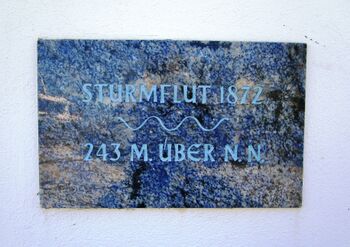 STURMFLUT 1872
243 M. ÜBER N. N.